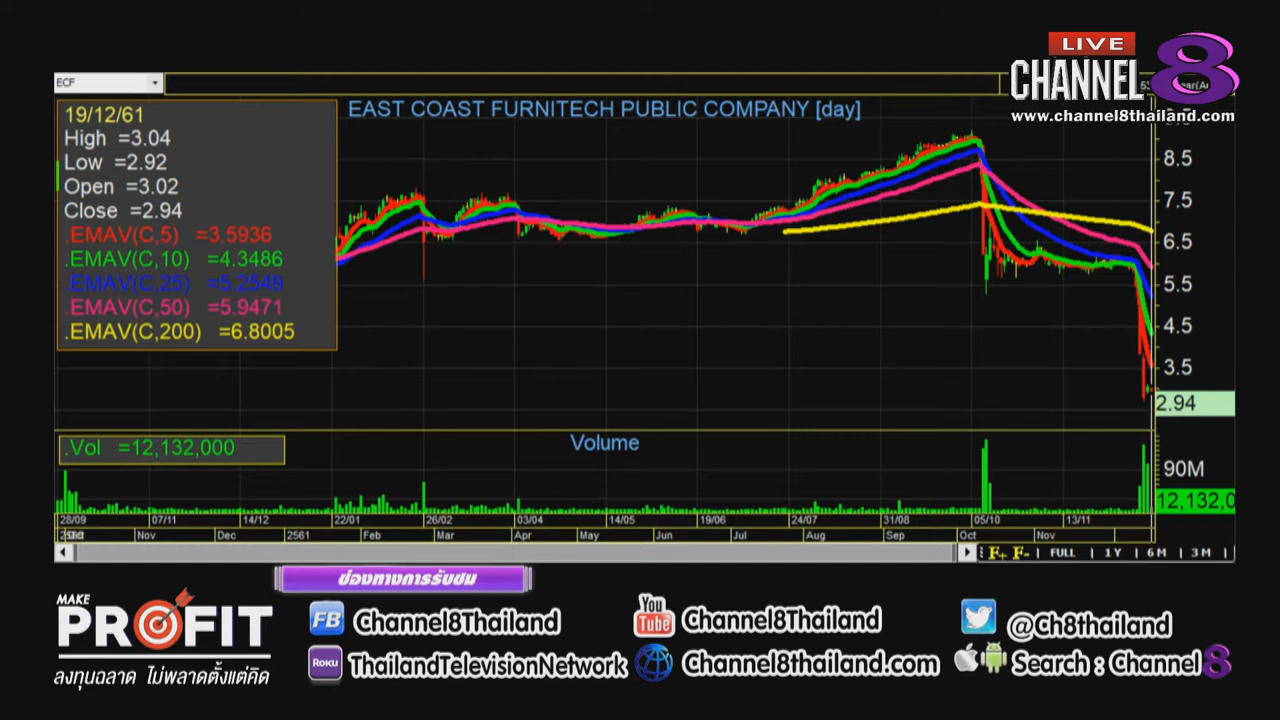 LIVE
CHANNEL 8
www.channel8thailand.com
ECF
EAST COAST FURNITECH PUBLIC COMPANY [day]
19/12/61
High =3.04
Low =2.92
Open =3.02
Close =2.94
.EMAV(C,5) =3.5936
.EMAV(C,10) =4.3486
.EMAV(C,25) =5.2549
.EMAV(C,50) =5.9471
.EMAV(C,200) =6.8005
8.5
7.5
6.5
5.5
4.5
3.5
2.94
.Vol =12,132,000
Volume
90M
12,132,0
28/09 07/11 14/12 22/01 26/02 03/04 14/05 19/06 24/07 31/08 05/10 13/11
Nov Dec 2561 Feb Mar Apr May Jun Jul Aug Sep Oct Nov
F+ F- FULL 1Y 6M 3M
ช่องทางการรับชม
MAKE
PROFIT
ลงทุนฉลาด ไม่พลาดตั้งแต่คิด
FB Channel8Thailand
You Tube Channel8Thailand
@Ch8thailand
Roku ThailandTelevisionNetwork
Channel8thailand.com
Search : Channel 8